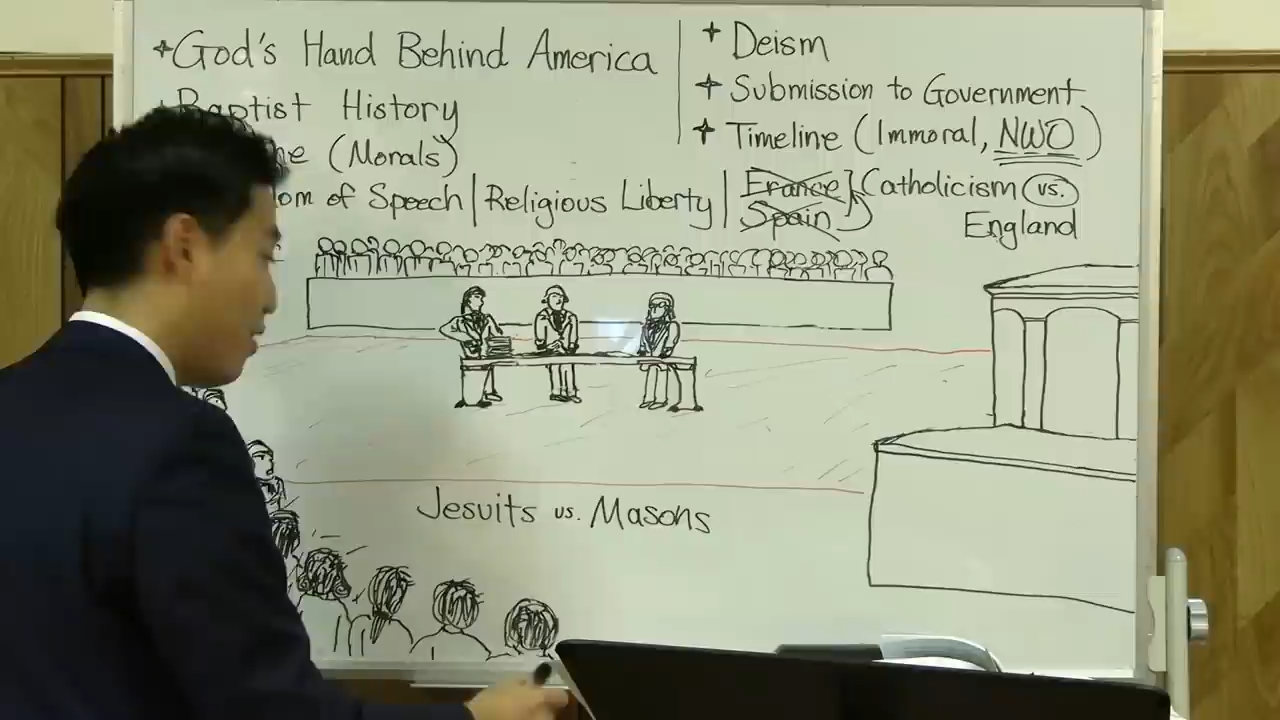 God's Hand Behind America
Baptist History
(Morals)
of Speech | Religious Liberty |
France
Spain
Deism
Submission to Government
Timeline (Immoral, NWO)
Catholicism vs.
England
Jesuits vs. Masons